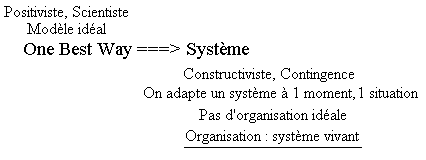 Positiviste, Scientiste
Modèle idéal
One Best Way ===> Système
Constructiviste, Contingence
On adapte un système à 1 moment,1 situation
Pas d'organisation idéale
Organisation : système vivant